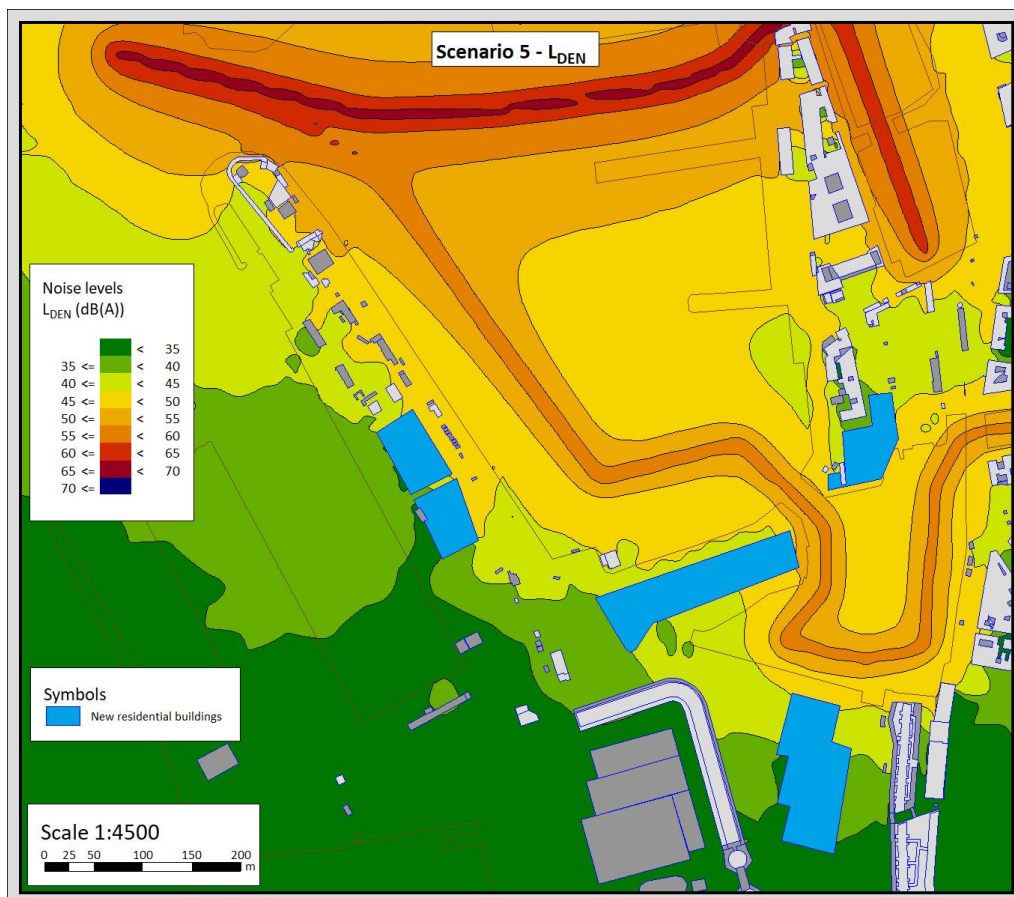 Scenario 5 - LDEN
Noise levels
LDEN (dB(A))
< 35
35 <= < 40
40 <= < 45
45 <= < 50
50 <= < 55
55 <= < 60
60 <= < 65
65 <= < 70
70 <=
Symbols
New residential buildings
Scale 1:4500
0 25 50 100 150 200
m